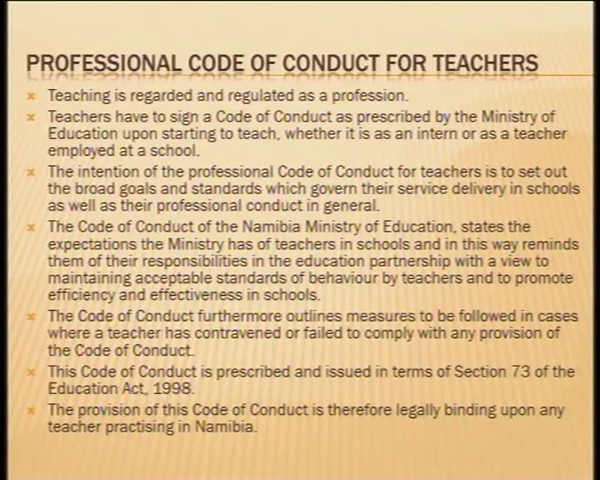 PROFESSIONAL CODE OF CONDUCT FOR TEACHERS
Teaching is regarded and regulated as a profession.
Teachers have to sign a Code of Conduct as prescribed by the Ministry of
Education upon starting to teach, whether it is as an intern or as a teacher
employed at a school.
The intention of the professional Code of Conduct for teachers is to set out
the broad goals and standards which govern their service delivery in schools
as well as their professional conduct in general.
The Code of Conduct of the Namibia Ministry of Education, states the
expectations the Ministry has of teachers in schools and in this way reminds
them of their responsibilities in the education partnership with a view to
maintaining acceptable standards of behaviour by teachers and to promote
efficiency and effectiveness in schools.
The Code of Conduct furthermore outlines measures to be followed in cases
where a teacher has contravened or failed to comply with any provision of
the Code of Conduct.
This Code of Conduct is prescribed and issued in terms of Section 73 of the
Education Act, 1998.
The provision of this Code of Conduct is therefore legally binding upon any
teacher practising in Namibia.